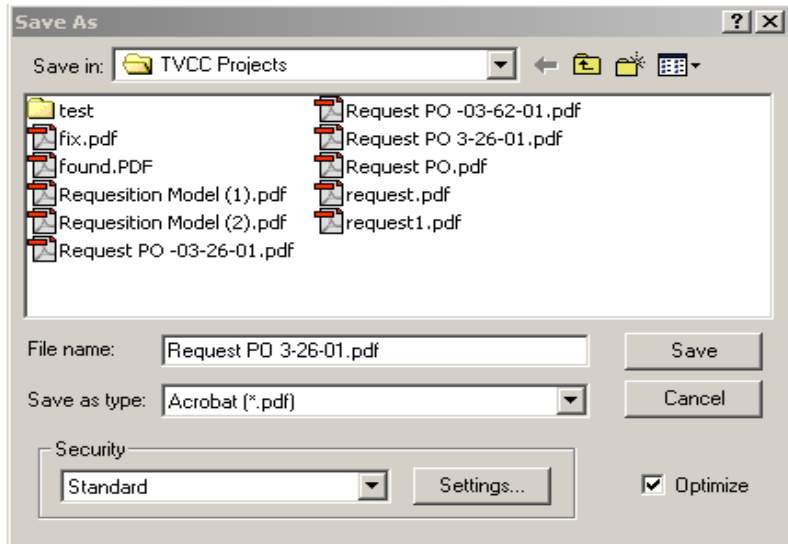 Save As
Save in: TVCC Projects
test
fix.pdf
found.PDF
Requesition Model (1).pdf
Requesition Model (2).pdf
Request PO -03-26-01.pdf
Request PO -03-62-01.pdf
Request PO 3-26-01.pdf
Request PO.pdf
request.pdf
request1.pdf
File name: Request PO 3-26-01.pdf Save
Save as type: Acrobat (*.pdf) Cancel
Security
Standard Settings... Optimize